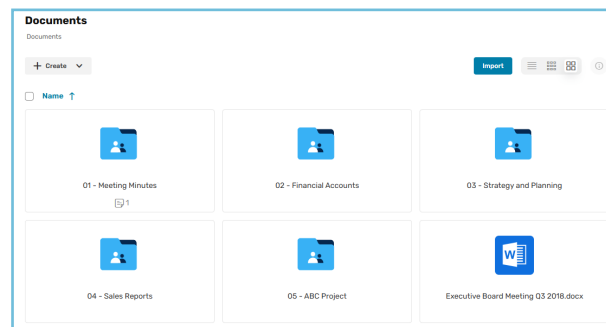 Documents
Documents
+ Create
Import
Name ↑
01 - Meeting Minutes
02 - Financial Accounts
03 - Strategy and Planning
1
04 - Sales Reports
05 - ABC Project
W
Executive Board Meeting Q3 2018.docx